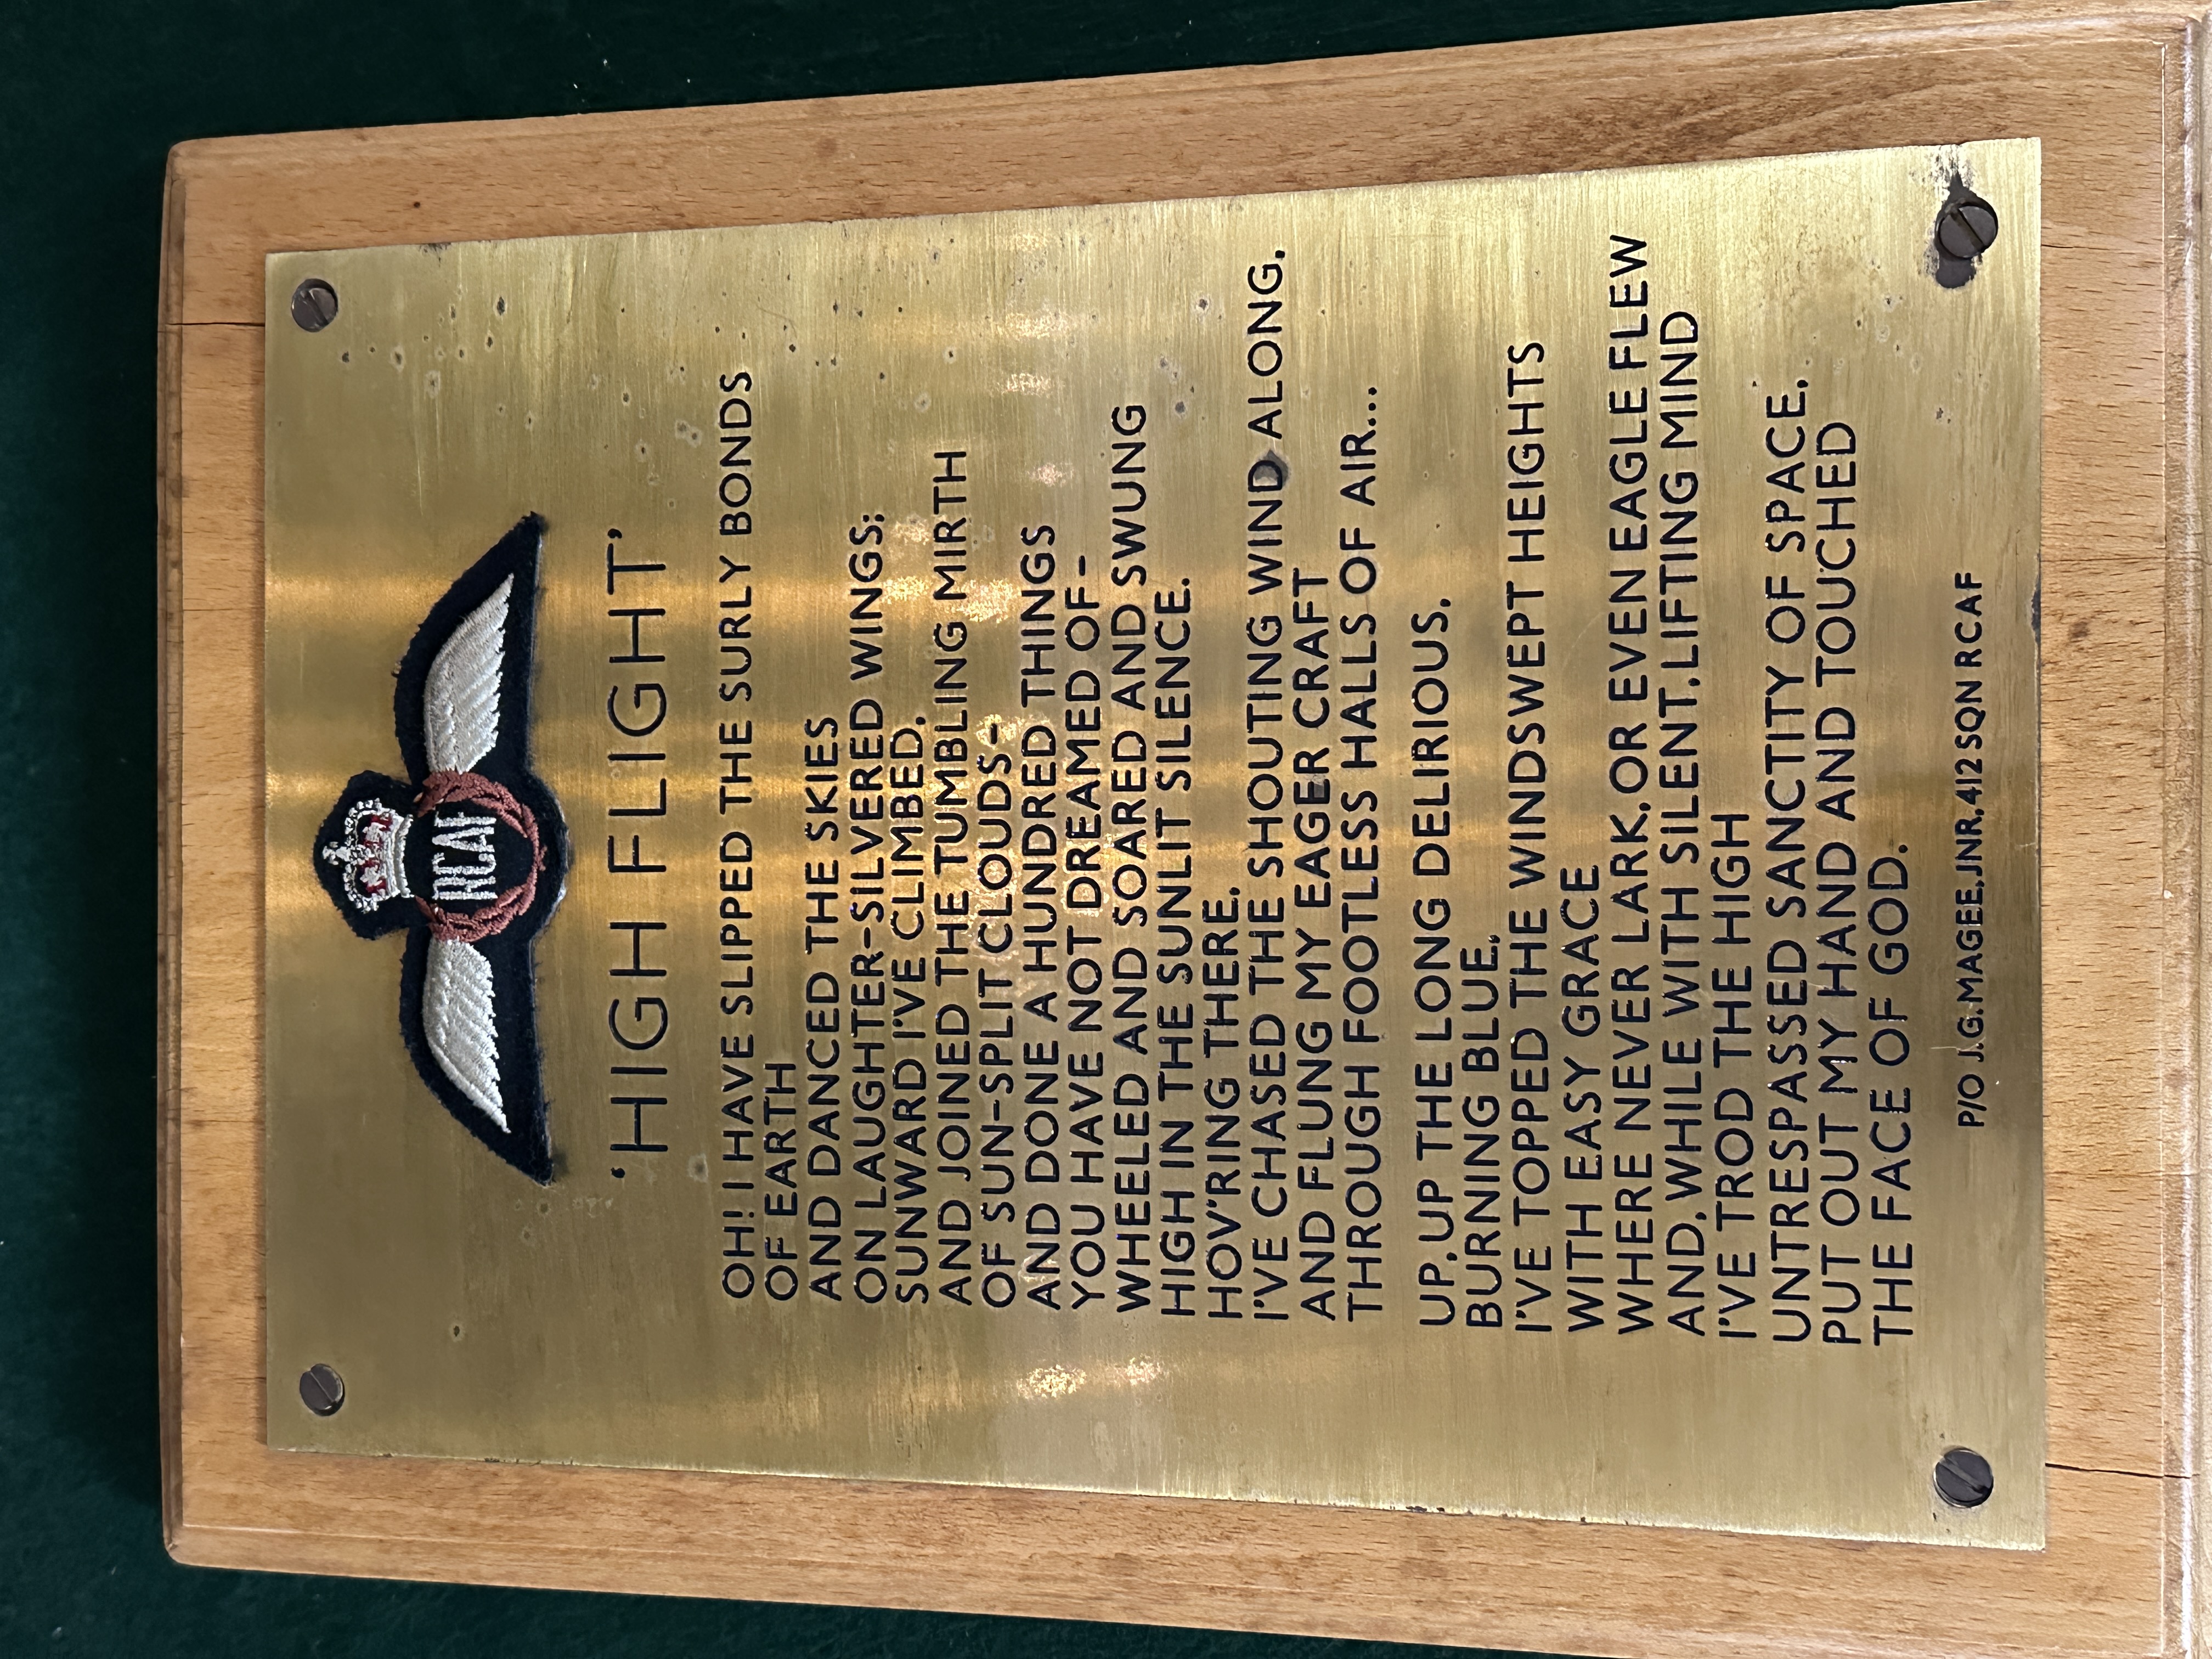 RCAF
'HIGH FLIGHT'
OH! I HAVE SLIPPED THE SURLY BONDS
OF EARTH
AND DANCED THE SKIES
ON LAUGHTER-SILVERED WINGS;
SUNWARD I'VE CLIMBED,
AND JOINED THE TUMBLING MIRTH
OF SUN-SPLIT CLOUDS-
AND DONE A HUNDRED THINGS
YOU HAVE NOT DREAMED OF -
WHEELED AND SOARED AND SWUNG
HIGH IN THE SUNLIT SILENCE.
HOV'RING THERE,
I'VE CHASED THE SHOUTING WIND ALONG,
AND FLUNG MY EAGER CRAFT
THROUGH FOOTLESS HALLS OF AIR...
UP, UP THE LONG DELIRIOUS,
BURNING BLUE,
I'VE TOPPED THE WINDSWEPT HEIGHTS
WITH EASY GRACE
WHERE NEVER LARK, OR EVEN EAGLE FLEW
AND, WHILE WITH SILENT, LIFTING MIND
I'VE TROD THE HIGH
UNTRESPASSED SANCTITY OF SPACE,
PUT OUT MY HAND AND TOUCHED
THE FACE OF GOD.
P/O J.G.MAGEE, JNR, 412 SQN RCAF